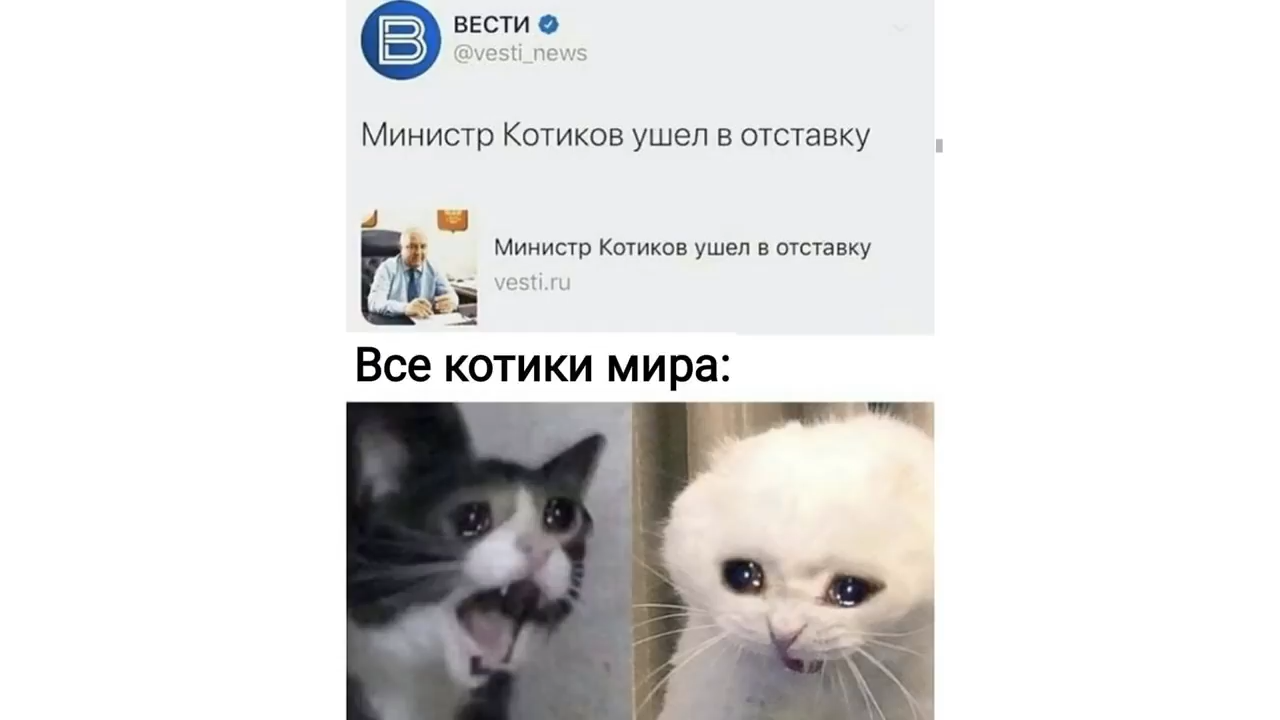 ВЕСТИ
@vesti_news
Министр Котиков ушел в отставку
Министр Котиков ушел в отставку
vesti.ru
Все котики мира: